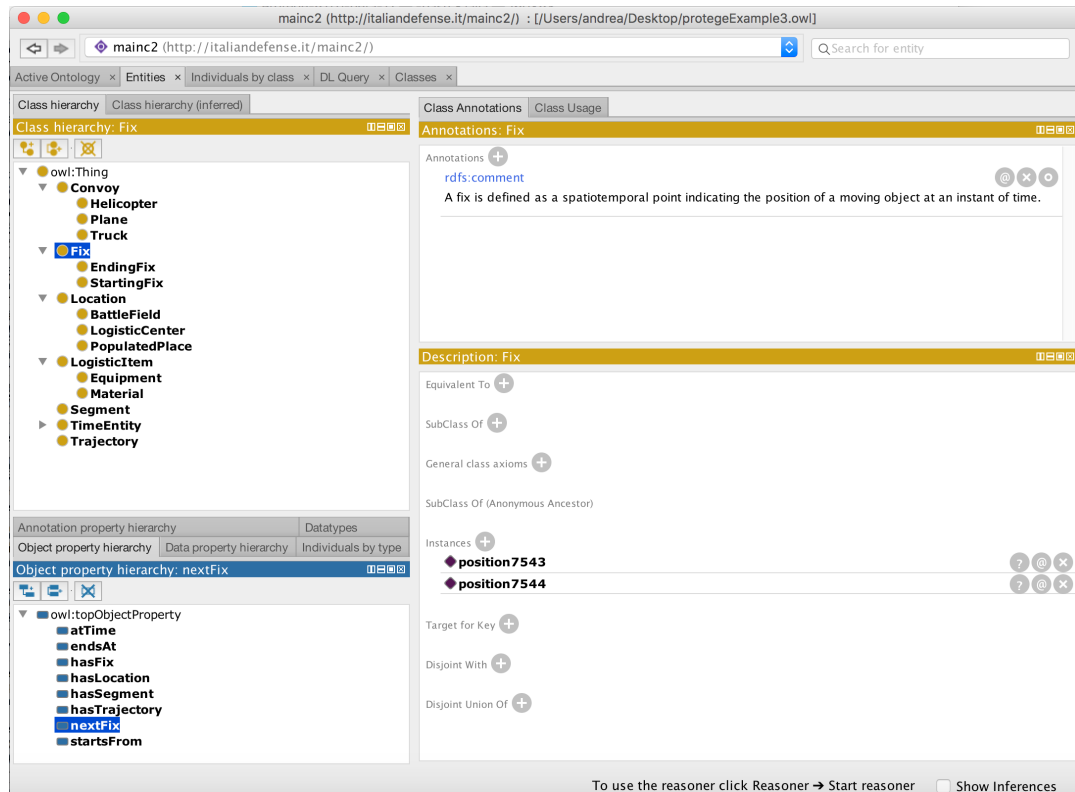 mainc2 (http://italiandefense.it/mainc2/) : [/Users/andrea/Desktop/protegeExample3.owl]
mainc2 (http://italiandefense.it/mainc2/)
Search for entity
Active Ontology × Entities × Individuals by class × DL Query × Classes ×
Class hierarchy Class hierarchy (inferred)
Class hierarchy: Fix
owl:Thing
Convoy
Helicopter
Plane
Truck
Fix
EndingFix
StartingFix
Location
BattleField
LogisticCenter
PopulatedPlace
LogisticItem
Equipment
Material
Segment
TimeEntity
Trajectory
Annotation property hierarchy Datatypes
Object property hierarchy Data property hierarchy Individuals by type
Object property hierarchy: nextFix
owl:topObjectProperty
atTime
endsAt
hasFix
hasLocation
hasSegment
hasTrajectory
nextFix
startsFrom
Class Annotations Class Usage
Annotations: Fix
Annotations
rdfs:comment
A fix is defined as a spatiotemporal point indicating the position of a moving object at an instant of time.
Description: Fix
Equivalent To
SubClass Of
General class axioms
SubClass Of (Anonymous Ancestor)
Instances
position7543
position7544
Target for Key
Disjoint With
Disjoint Union Of
To use the reasoner click Reasoner → Start reasoner Show Inferences